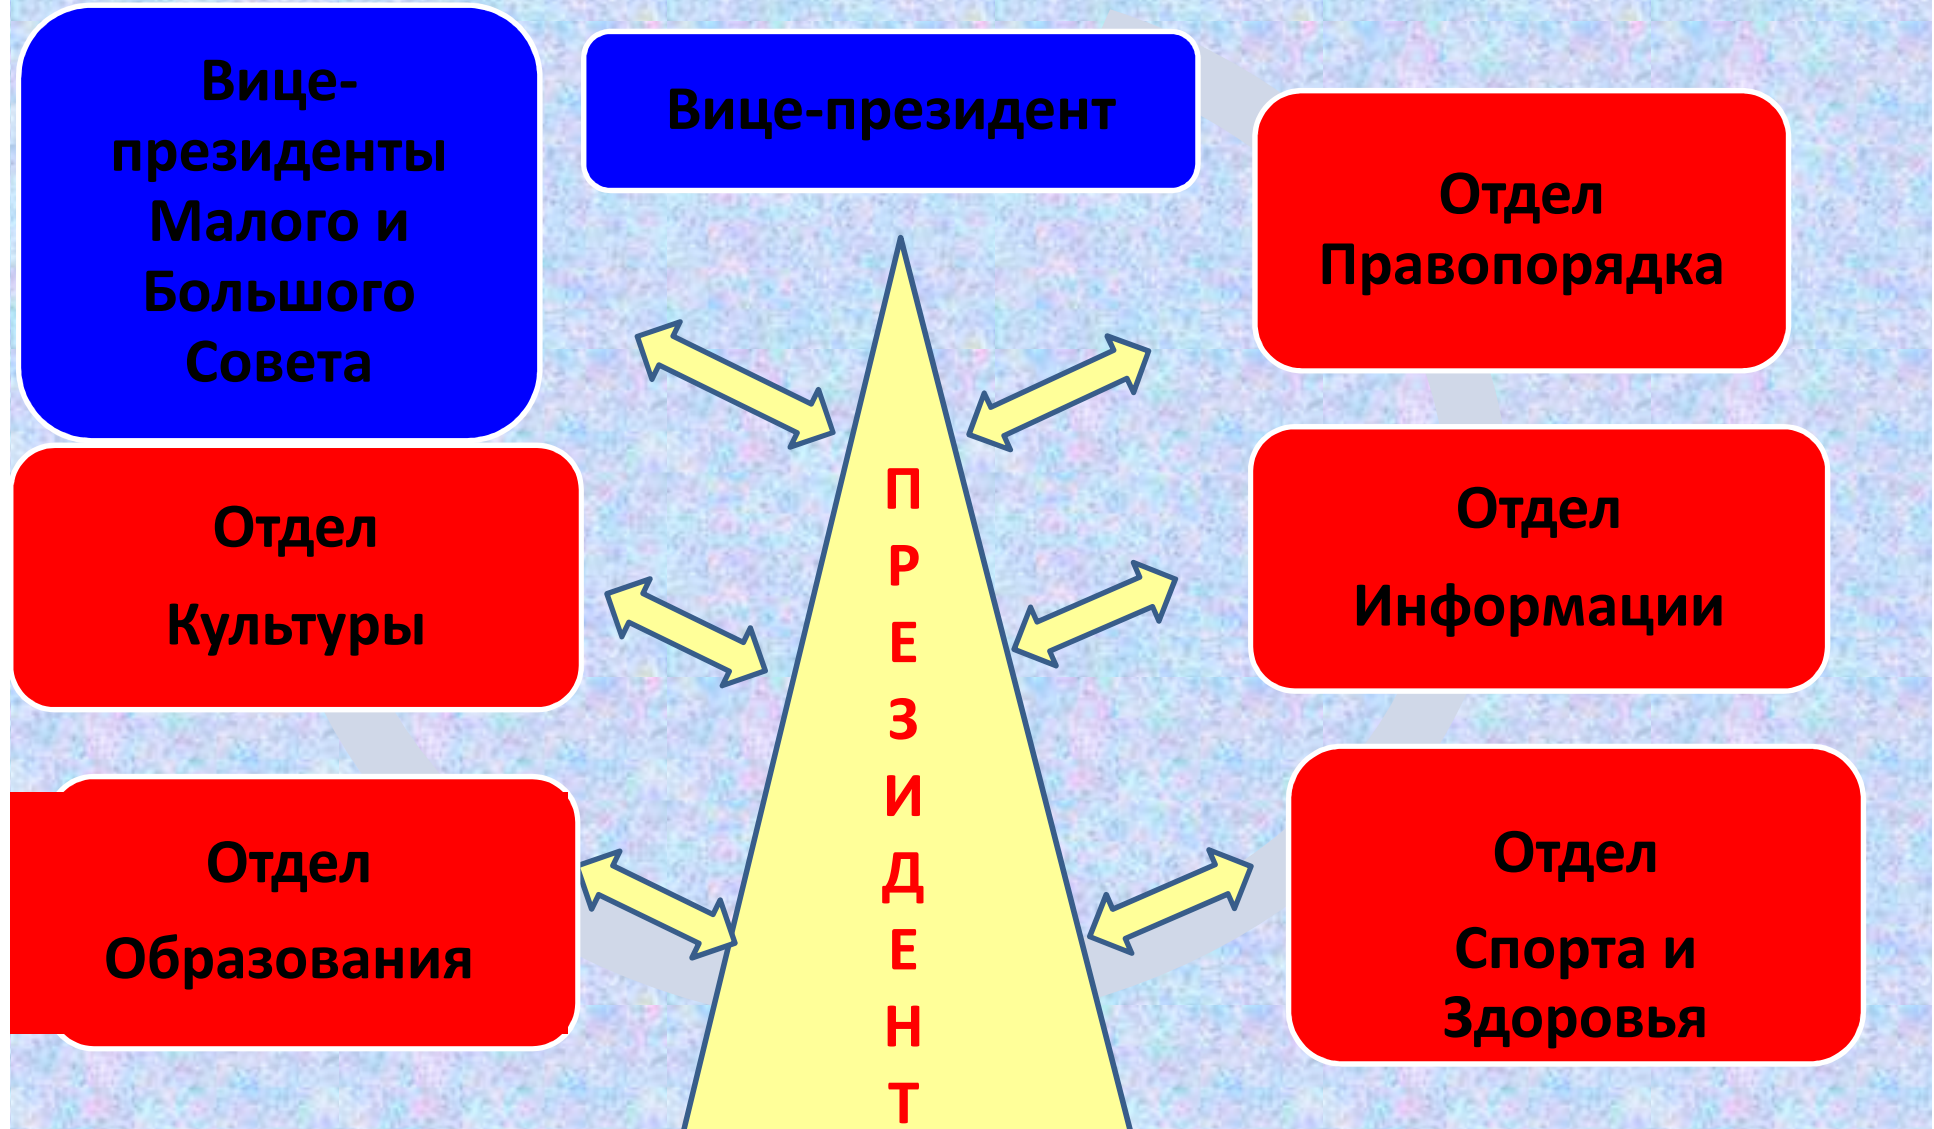 Вице-
президенты
Малого и
Большого
Совета
Вице-президент
Отдел
Правопорядка
Отдел
Культуры
Отдел
Информации
Отдел
Образования
Отдел
Спорта и
Здоровья
П
Р
Е
З
И
Д
Е
Н
Т